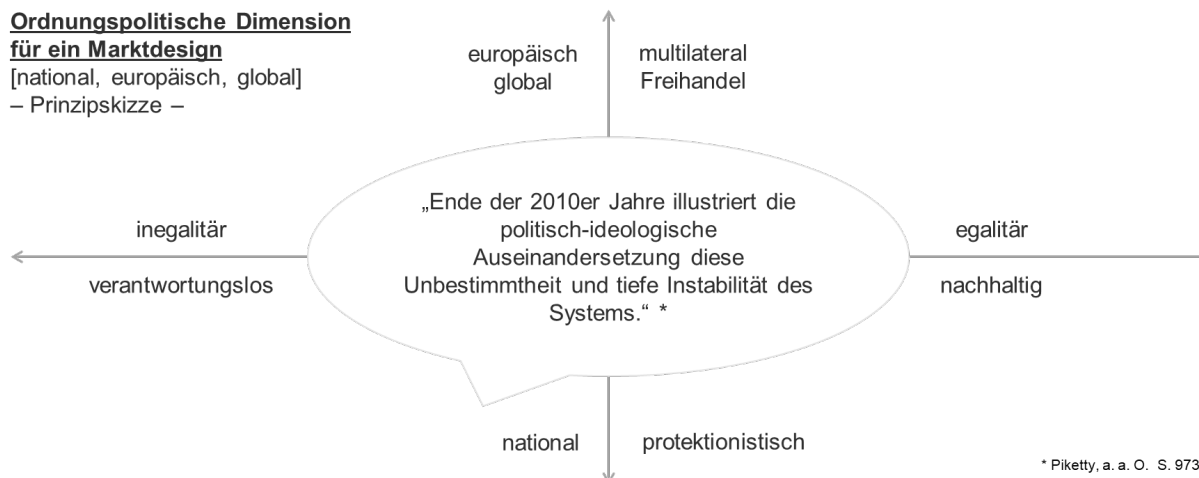 Ordnungspolitische Dimension
für ein Marktdesign
[national, europäisch, global]
– Prinzipskizze –
europäisch
global
multilateral
Freihandel
„Ende der 2010er Jahre illustriert die
politisch-ideologische
Auseinandersetzung diese
Unbestimmtheit und tiefe Instabilität des
Systems.“ *
inegalitär
verantwortungslos
egalitär
nachhaltig
national
protektionistisch
* Piketty, a. a. O. S. 973